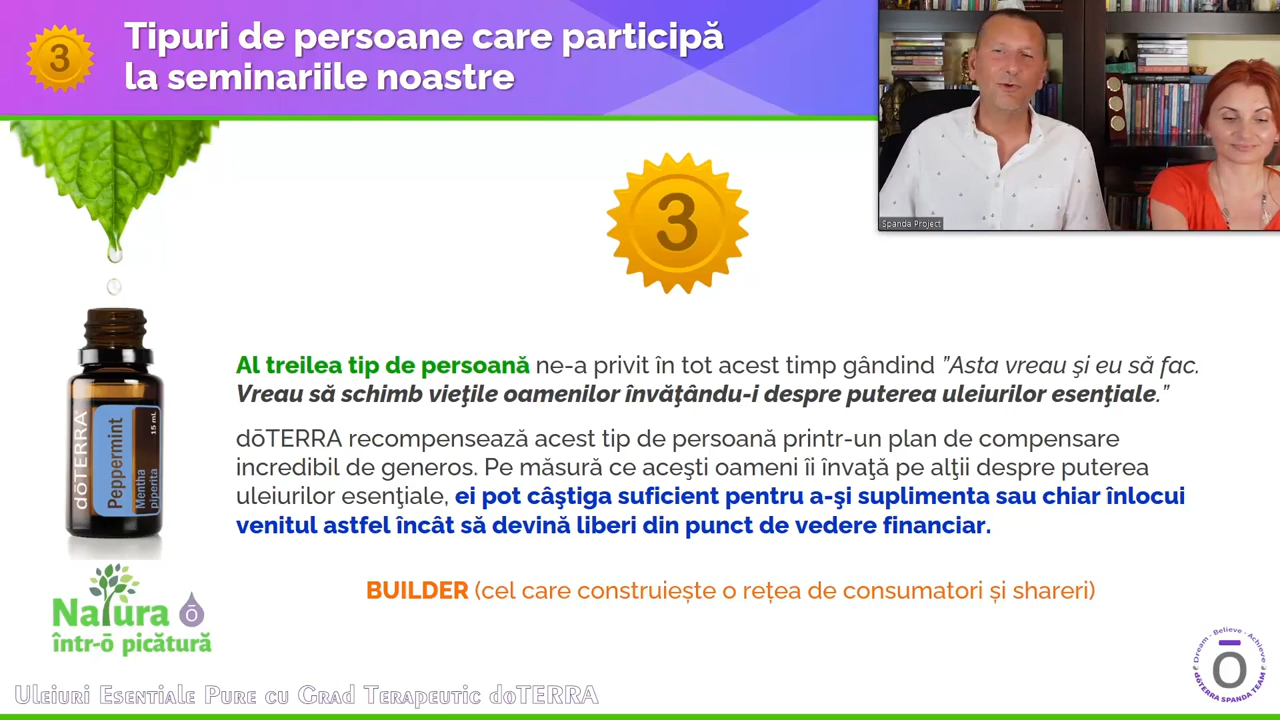 3
Tipuri de persoane care participă
la seminariile noastre
Spanda Project
3
Al treilea tip de persoană ne-a privit în tot acest timp gândind ”Asta vreau şi eu să fac.
Vreau să schimb vieţile oamenilor învăţându-i despre puterea uleiurilor esenţiale.”
dōTERRA recompensează acest tip de persoană printr-un plan de compensare
incredibil de generos. Pe măsură ce aceşti oameni îi învaţă pe alţii despre puterea
uleiurilor esenţiale, ei pot câştiga suficient pentru a-şi suplimenta sau chiar înlocui
venitul astfel încât să devină liberi din punct de vedere financiar.
BUILDER (cel care construiește o rețea de consumatori și shareri)
dōTERRA
Peppermint
Mentha
piperita
15 mL
Natura ō
într-ō picătură
Dream - Believe - Achieve
ō
dōTERRA SPANDA TEAM
Uleiuri Esentiale Pure cu Grad Terapeutic doTERRA